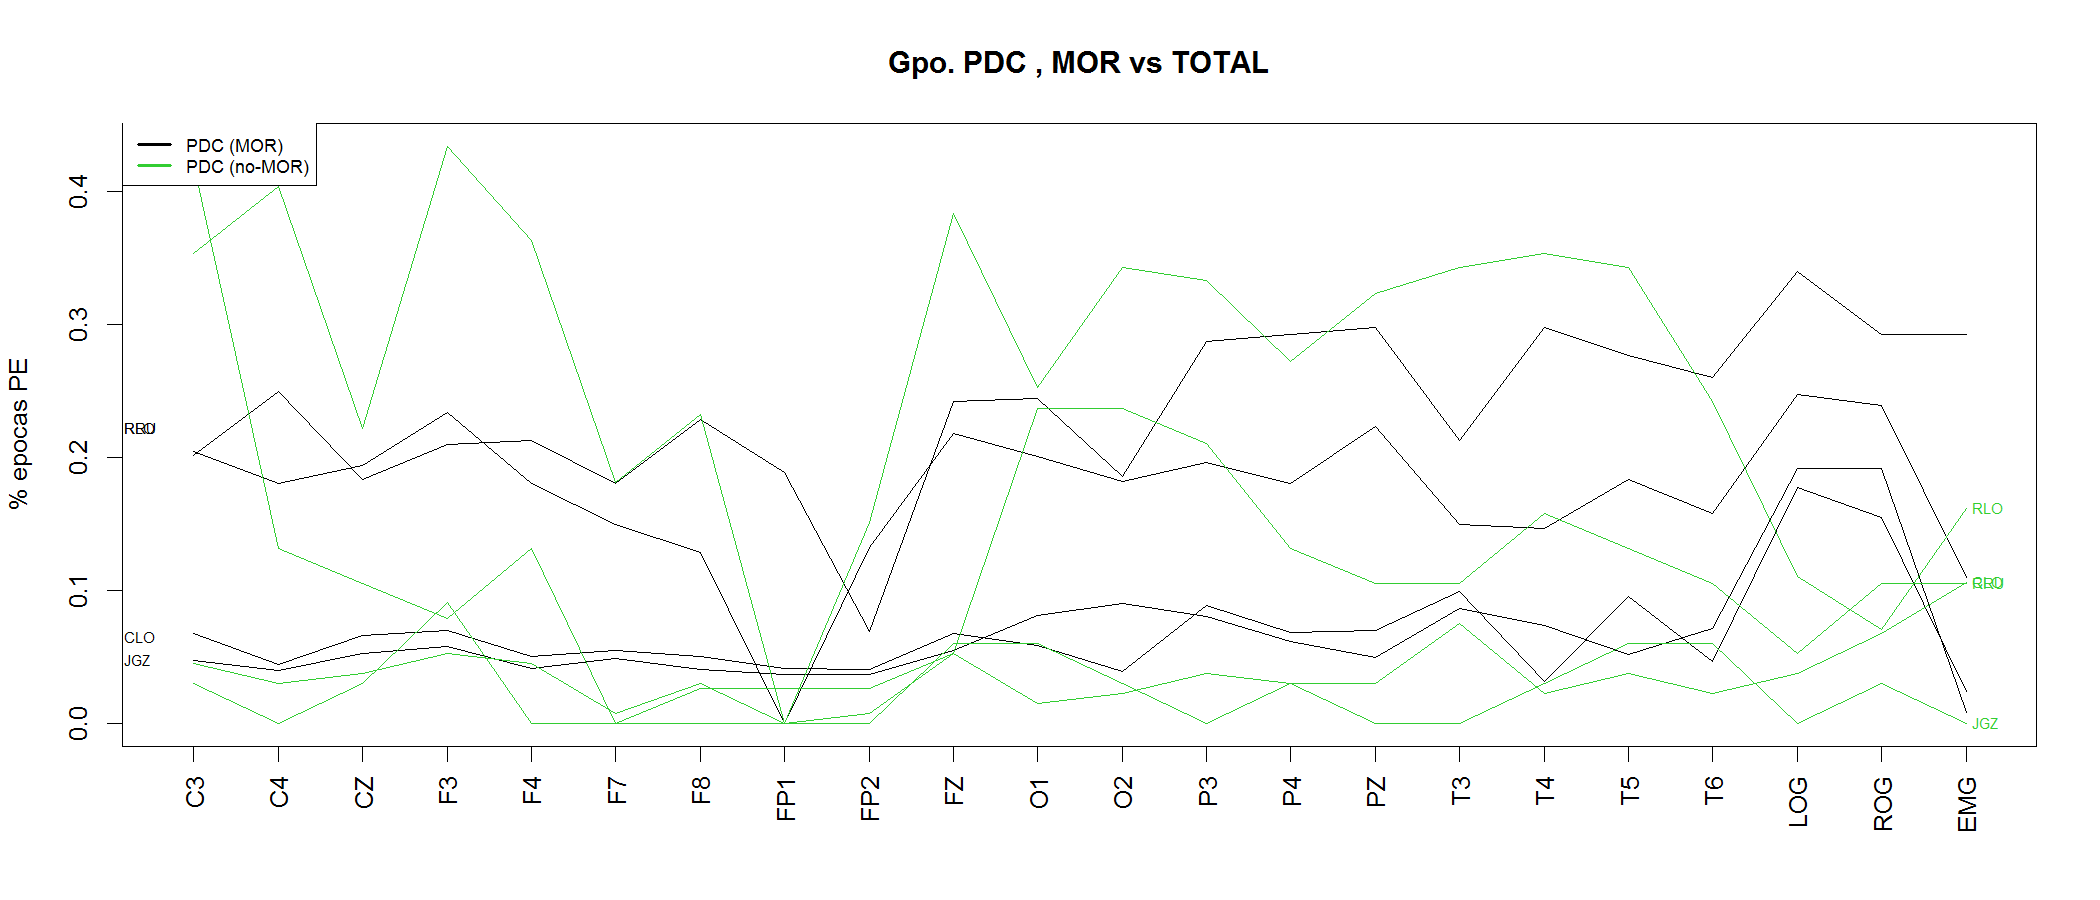 Gpo. PDC , MOR vs TOTAL
PDC (MOR)
PDC (no-MOR)
% epocas PE
0.4
0.3
0.2
0.1
0.0
CLO
JGZ
RLO
JGZ
C3 C4 CZ F3 F4 F7 F8 FP1 FP2 FZ O1 O2 P3 P4 PZ T3 T4 T5 T6 LOG ROG EMG